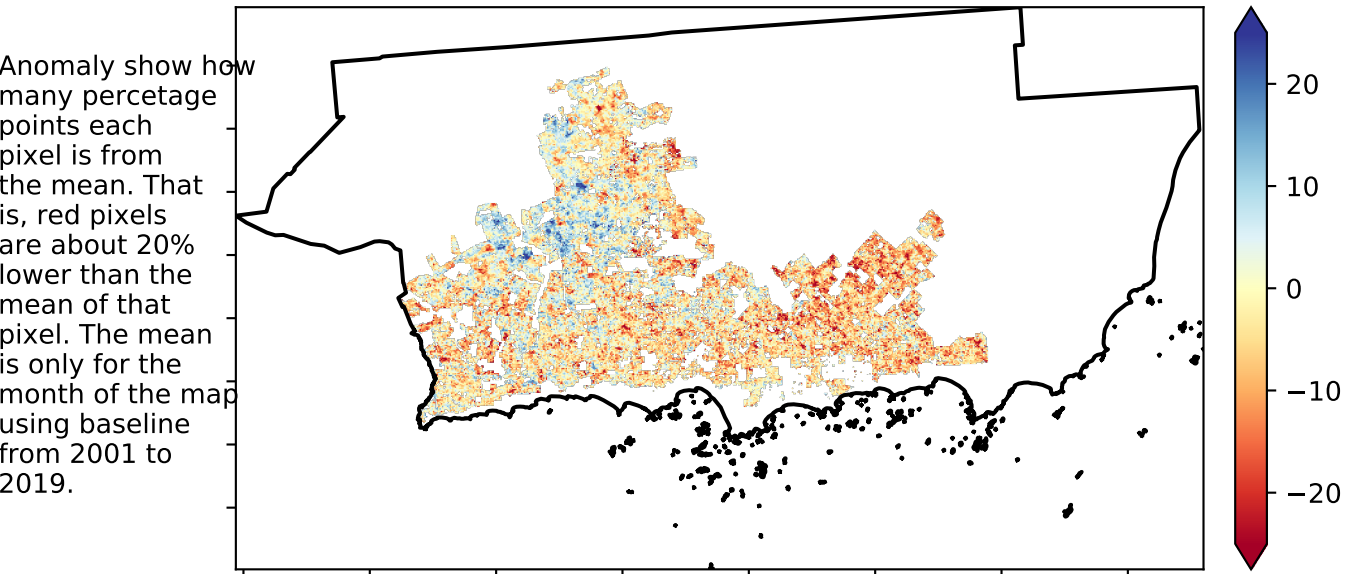 Anomaly show how
many percetage
points each
pixel is from
the mean. That
is, red pixels
are about 20%
lower than the
mean of that
pixel. The mean
is only for the
month of the map
using baseline
from 2001 to
2019.
20
10
0
−10
−20